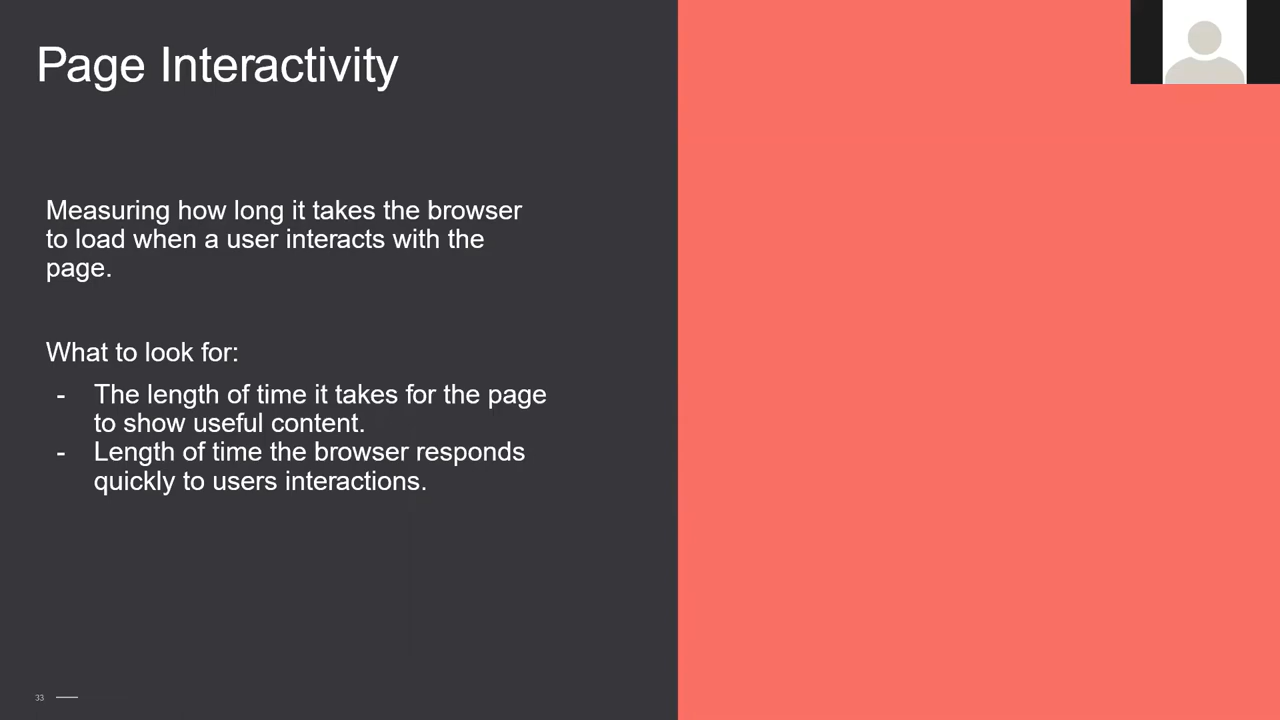 Page Interactivity
Measuring how long it takes the browser
to load when a user interacts with the
page.
What to look for:
- The length of time it takes for the page
to show useful content.
- Length of time the browser responds
quickly to users interactions.
33